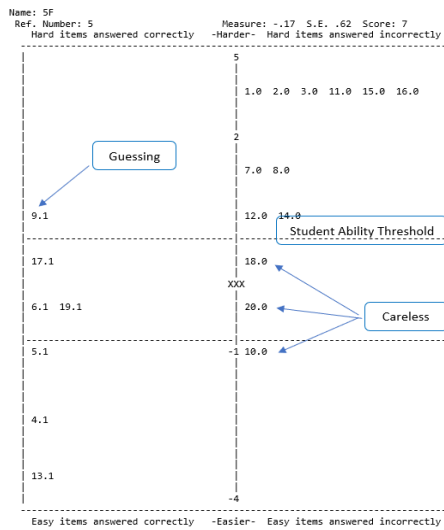 Name: 5F
Ref. Number: 5 Measure: -.17 S.E. .62 Score: 7
Hard items answered correctly -Harder- Hard items answered incorrectly
5
1.0 2.0 3.0 11.0 15.0 16.0
2
Guessing
7.0 8.0
9.1 12.0 14.0
Student Ability Threshold
17.1 18.0
XXX
6.1 19.1 20.0
Careless
5.1 -1 10.0
4.1
13.1
-4
Easy items answered correctly -Easier- Easy items answered incorrectly